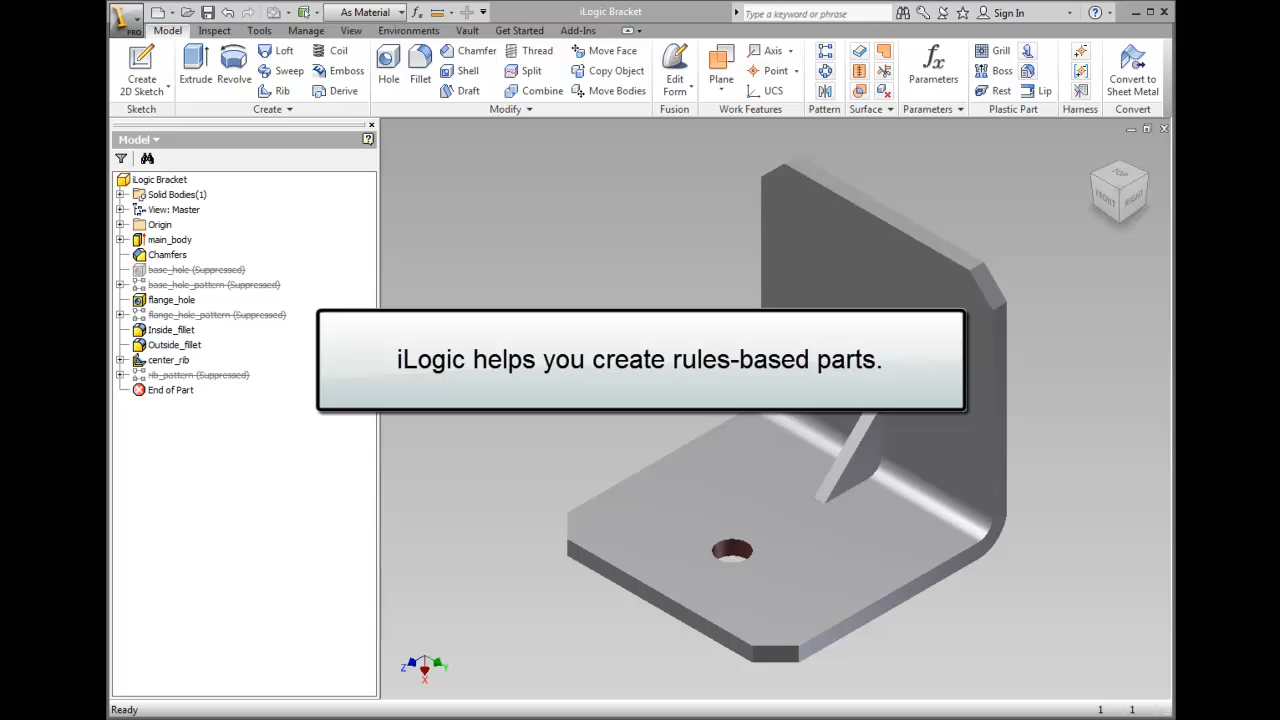 PRO
As Material
iLogic Bracket
Type a keyword or phrase
Sign In
Model Inspect Tools Manage View Environments Vault Get Started Add-Ins
Create
2D Sketch
Extrude
Revolve
Loft
Sweep
Rib
Coil
Emboss
Derive
Hole
Fillet
Chamfer
Shell
Draft
Thread
Split
Combine
Move Face
Copy Object
Move Bodies
Edit
Form
Plane
Axis
Point
UCS
fx
Parameters
Grill
Boss
Rest
Lip
Convert to
Sheet Metal
Sketch
Create
Modify
Fusion
Work Features
Pattern
Surface
Parameters
Plastic Part
Harness
Convert
Model
iLogic Bracket
Solid Bodies(1)
View: Master
Origin
main_body
Chamfers
base_hole (Suppressed)
base_hole_pattern (Suppressed)
flange_hole
flange_hole_pattern (Suppressed)
Inside_fillet
Outside_fillet
center_rib
rib_pattern (Suppressed)
End of Part
iLogic helps you create rules-based parts.
TOP
FRONT
RIGHT
Z
Y
X
Ready
1 1